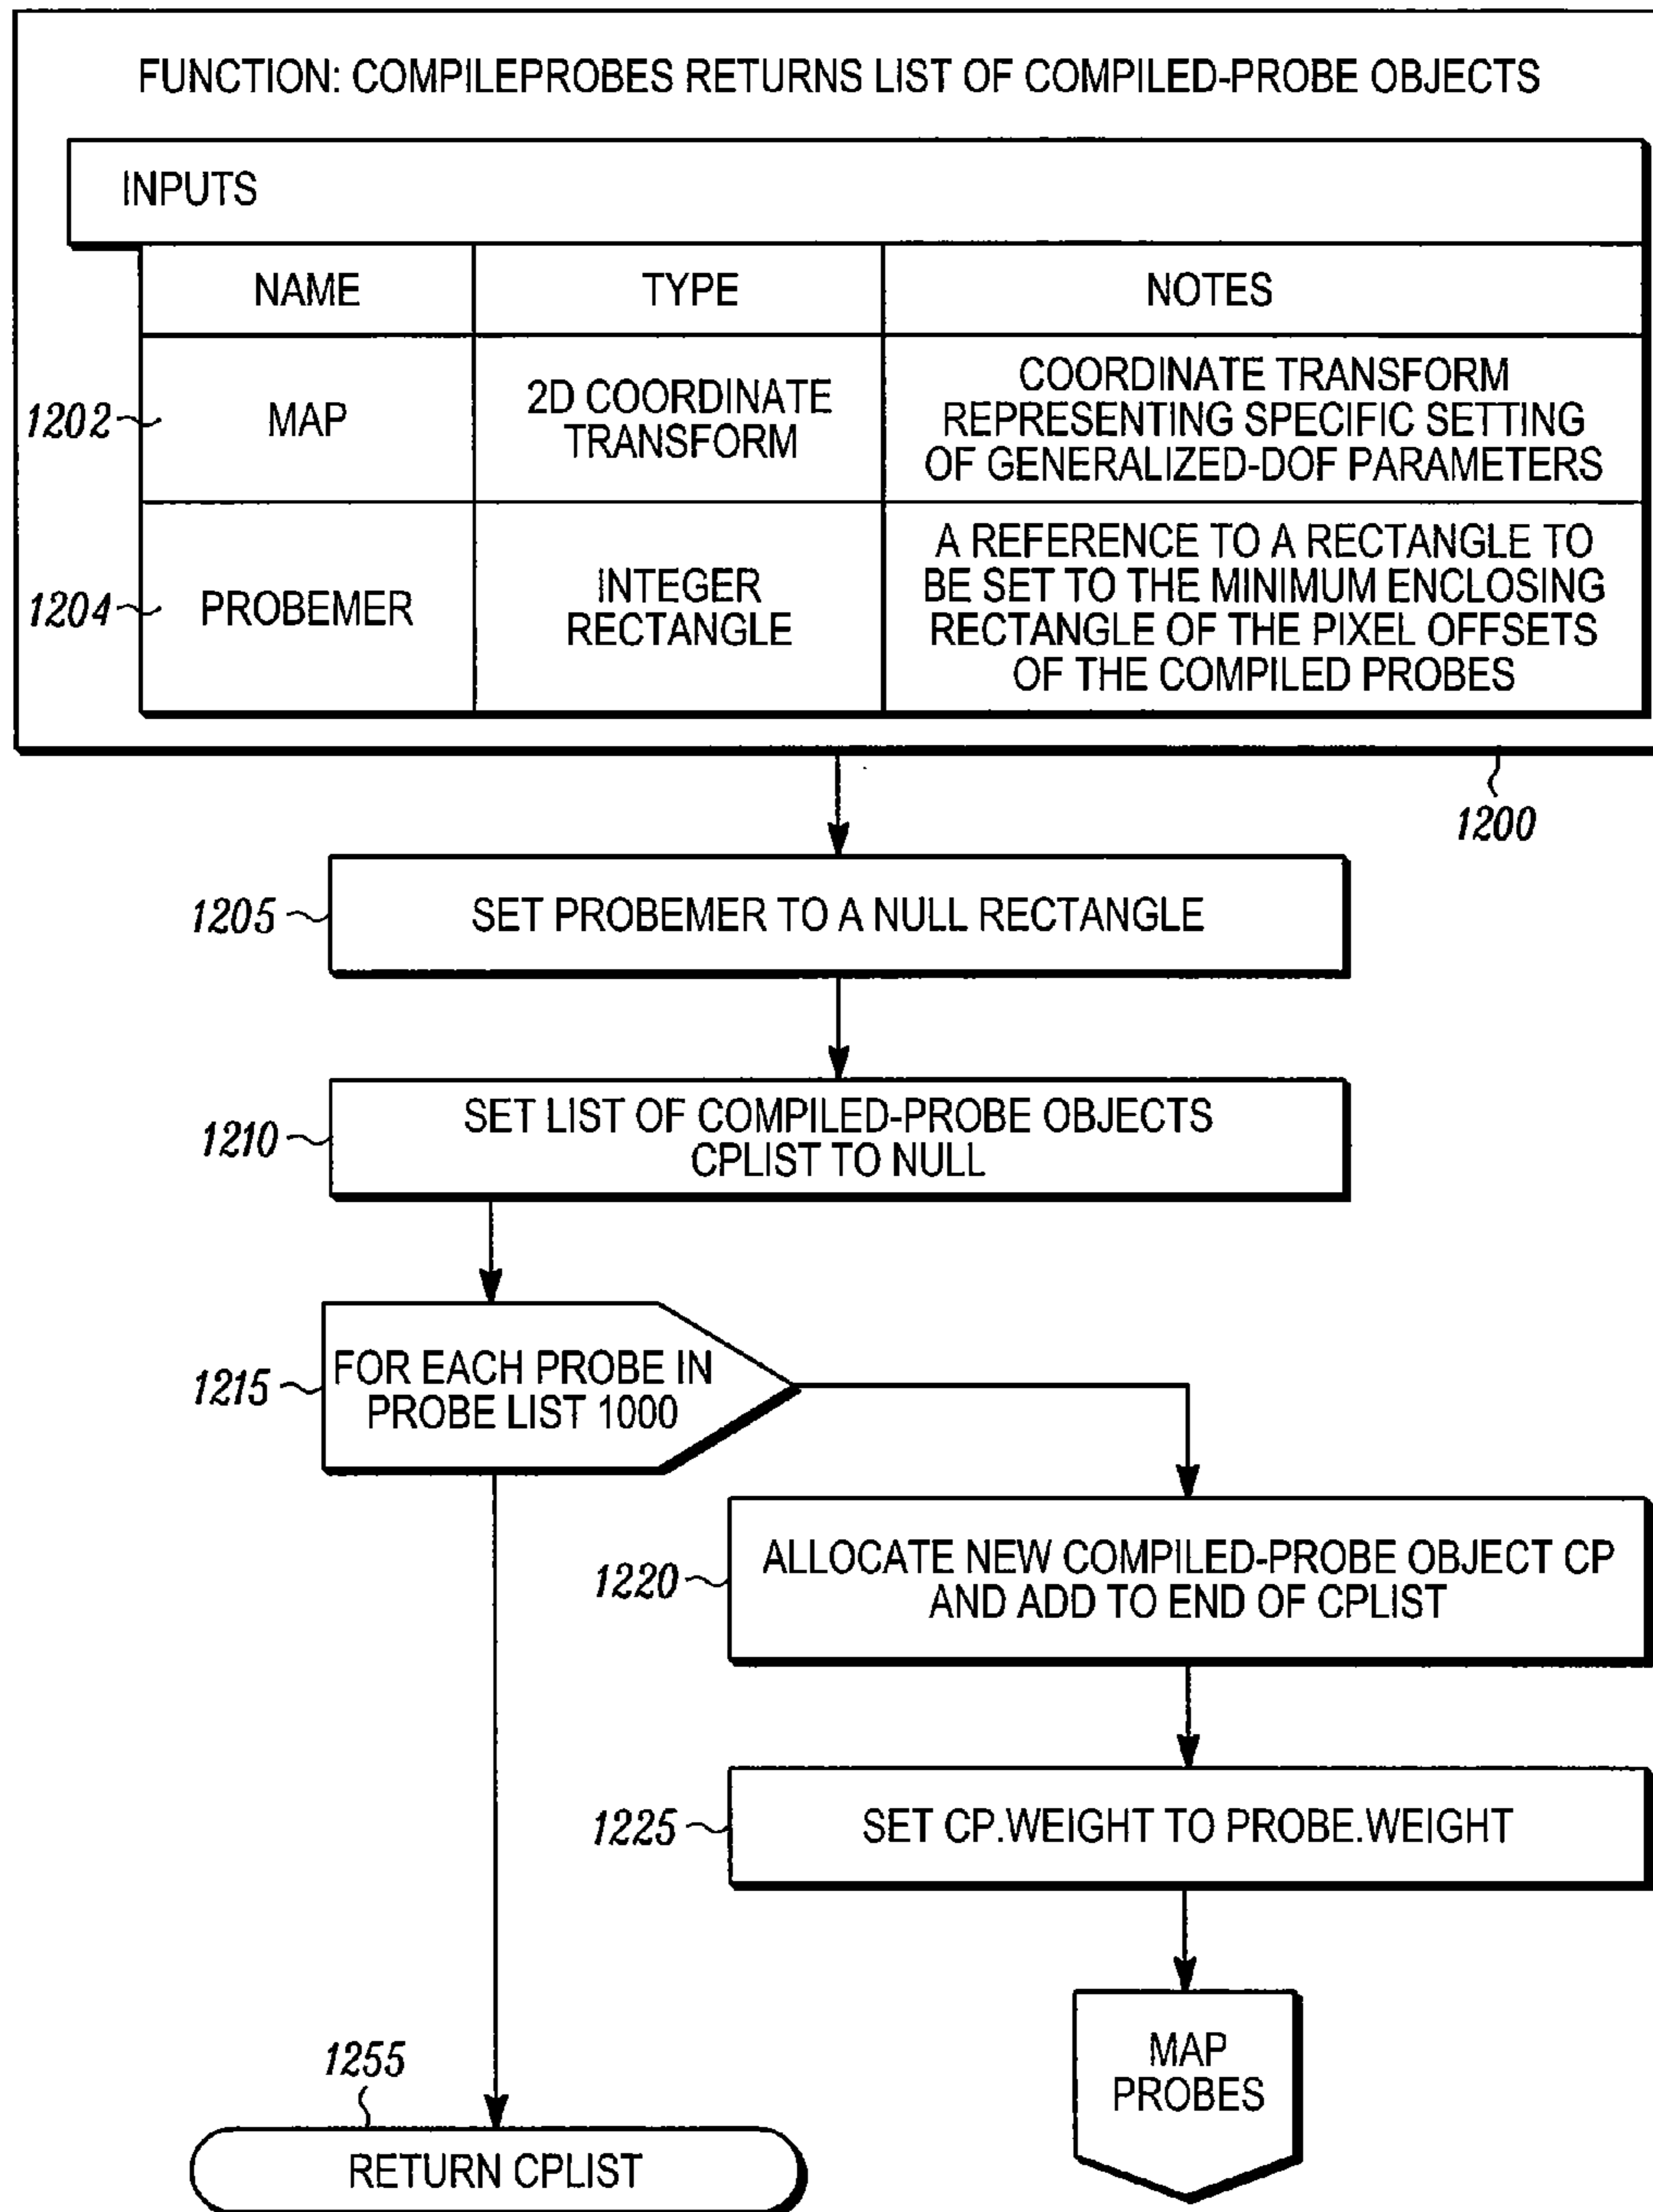 FUNCTION: COMPILEPROBES RETURNS LIST OF COMPILED-PROBE OBJECTS
INPUTS
NAME
TYPE
NOTES
1202
MAP
2D COORDINATE
TRANSFORM
COORDINATE TRANSFORM
REPRESENTING SPECIFIC SETTING
OF GENERALIZED-DOF PARAMETERS
1204
PROBEMER
INTEGER
RECTANGLE
A REFERENCE TO A RECTANGLE TO
BE SET TO THE MINIMUM ENCLOSING
RECTANGLE OF THE PIXEL OFFSETS
OF THE COMPILED PROBES
1200
1205
SET PROBEMER TO A NULL RECTANGLE
1210
SET LIST OF COMPILED-PROBE OBJECTS
CPLIST TO NULL
1215
FOR EACH PROBE IN
PROBE LIST 1000
1220
ALLOCATE NEW COMPILED-PROBE OBJECT CP
AND ADD TO END OF CPLIST
1225
SET CP.WEIGHT TO PROBE.WEIGHT
MAP
PROBES
1255
RETURN CPLIST